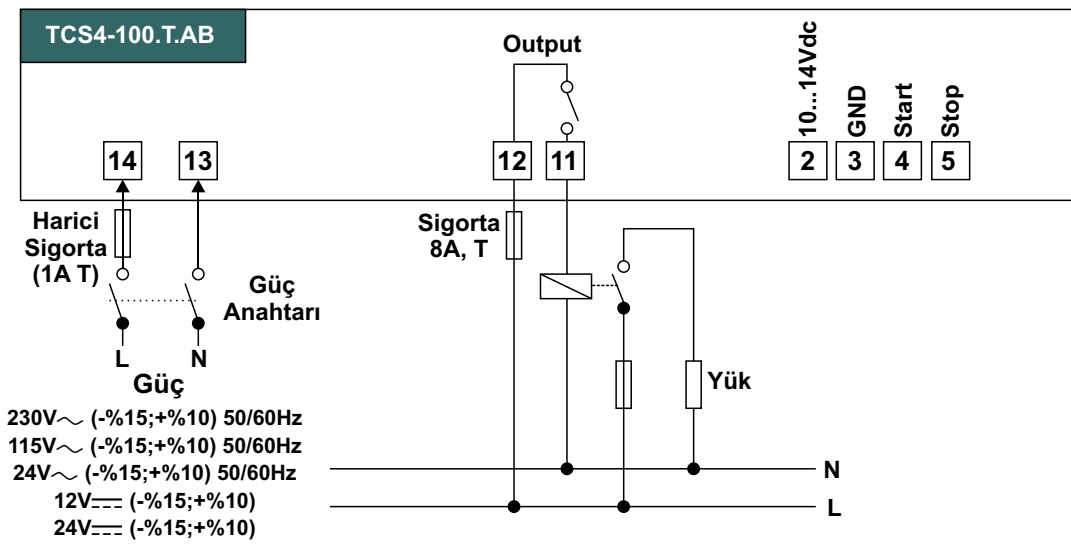 TCS4-100.T.AB
Output
10...14Vdc
GND
Start
Stop
14
13
12
11
2
3
4
5
Harici
Sigorta
(1A T)
Sigorta
8A, T
Güç
Anahtarı
L
N
Güç
Yük
230V～ (-%15;+%10) 50/60Hz
115V～ (-%15;+%10) 50/60Hz
24V～ (-%15;+%10) 50/60Hz
12V⎓ (-%15;+%10)
24V⎓ (-%15;+%10)
N
L